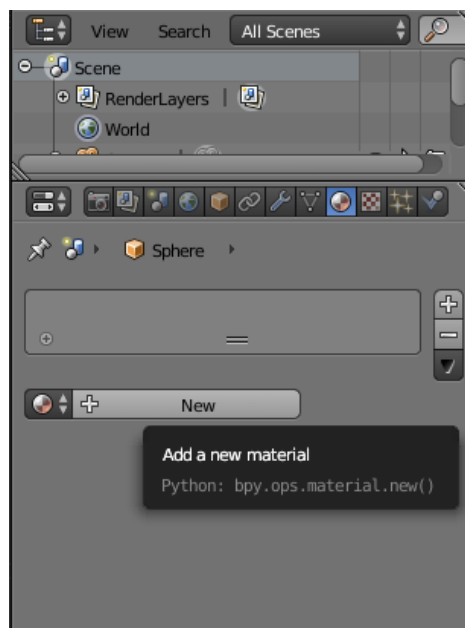 View Search All Scenes
Scene
RenderLayers
World
Sphere
New
Add a new material
Python: bpy.ops.material.new()